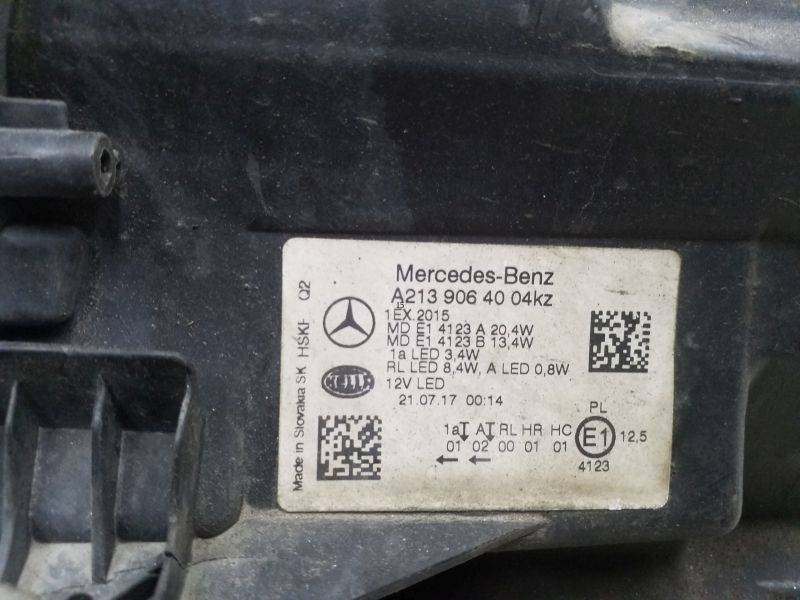 Mercedes-Benz
A213 906 40 04kz
1EX.2015
MD E1 4123 A 20,4W
MD E1 4123 B 13,4W
1a LED 3,4W
RL LED 8,4W, A LED 0,8W
12V LED
21.07.17 00:14
HELLA
Made in Slovakia SK HSKI Q2
1a A RL HR HC
01 02 00 01 01
PL
E1 12,5
4123